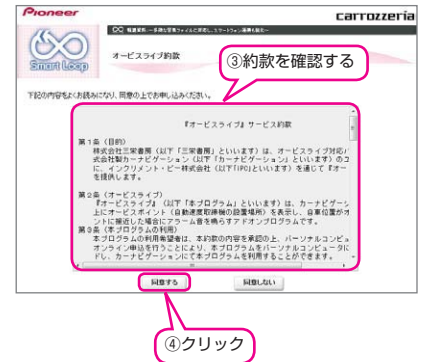 Pioneer
carrozzeria
Smart Loop
オービスライブ約款
③約款を確認する
下記の内容をよくお読みになり、同意の上でお申し込みください。
『オービスライブ』サービス約款
第1条（目的）
株式会社三栄書房（以下「三栄書房」といいます）は、オービスライブ対応パ
式会社製カーナビゲーション（以下「カーナビゲーション」といいます）のユ
に、インクリメント・ピー株式会社（以下「IPC」といいます）を通じて『オー
を提供します。
第2条（オービスライブ）
『オービスライブ』（以下「本プログラム」といいます）は、カーナビゲーシ
上にオービスポイント（自動速度取締機の設置場所）を表示し、自車位置がオ
ントに接近した場合にアラーム音を鳴らすアドオンプログラムです。
第3条（本プログラムの利用）
本プログラムの利用希望者は、本約款の内容を承認の上、パーソナルコンピュ
オンライン申込を行うことにより、本プログラムをパーソナルコンピュータに
ドし、カーナビゲーションにて本プログラムを利用することができます。
同意する
同意しない
④クリック